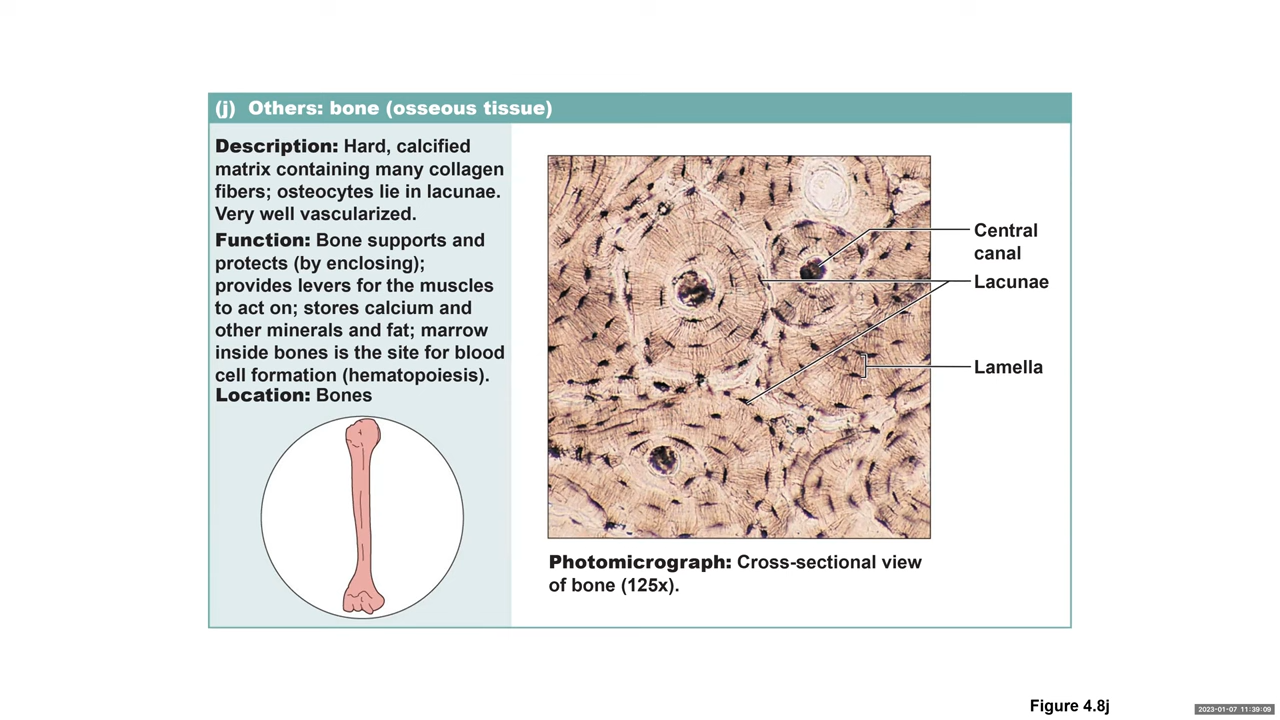 (j) Others: bone (osseous tissue)
Description: Hard, calcified
matrix containing many collagen
fibers; osteocytes lie in lacunae.
Very well vascularized.
Function: Bone supports and
protects (by enclosing);
provides levers for the muscles
to act on; stores calcium and
other minerals and fat; marrow
inside bones is the site for blood
cell formation (hematopoiesis).
Location: Bones
Central
canal
Lacunae
Lamella
Photomicrograph: Cross-sectional view
of bone (125x).
Figure 4.8j
2023-01-07 11:39:09